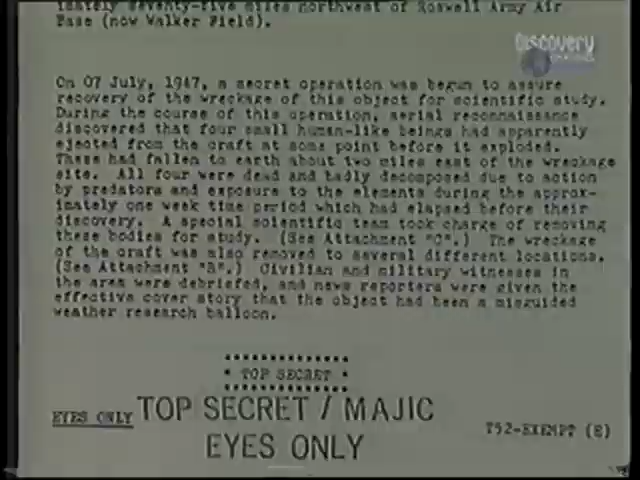 imately seventy-five miles northwest of Roswell Army Air
Base (now Walker Field).
Discovery
CHANNEL
On 07 July, 1947, a secret operation was begun to assure
recovery of the wreckage of this object for scientific study.
During the course of this operation, aerial reconnaissance
discovered that four small human-like beings had apparently
ejected from the craft at some point before it exploded.
These had fallen to earth about two miles east of the wreckage
site. All four were dead and badly decomposed due to action
by predators and exposure to the elements during the approx-
imately one week time period which had elapsed before their
discovery. A special scientific team took charge of removing
these bodies for study. (See Attachment "C".) The wreckage
of the craft was also removed to several different locations.
(See Attachment "B".) Civilian and military witnesses in
the area were debriefed, and news reporters were given the
effective cover story that the object had been a misguided
weather research balloon.
* TOP SECRET *
EYES ONLY TOP SECRET / MAJIC
EYES ONLY
T52-EXEMPT (E)